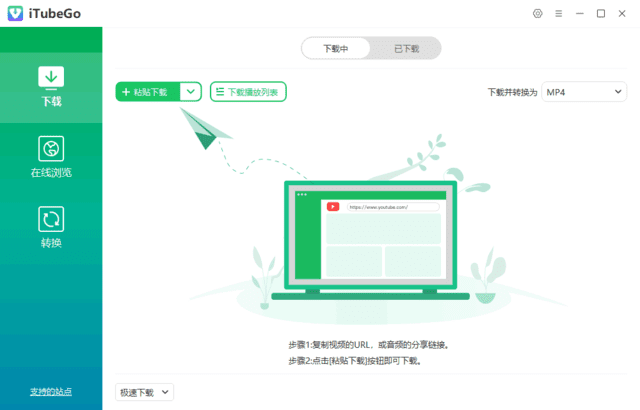 iTubeGo
下载中
已下载
下载
粘贴下载
下载播放列表
下载并转换为
MP4
在线浏览
https://www.youtube.com/
转换
步骤1:复制视频的URL，或音频的分享链接。
步骤2:点击[粘贴下载]按钮即可下载。
支持的站点
极速下载